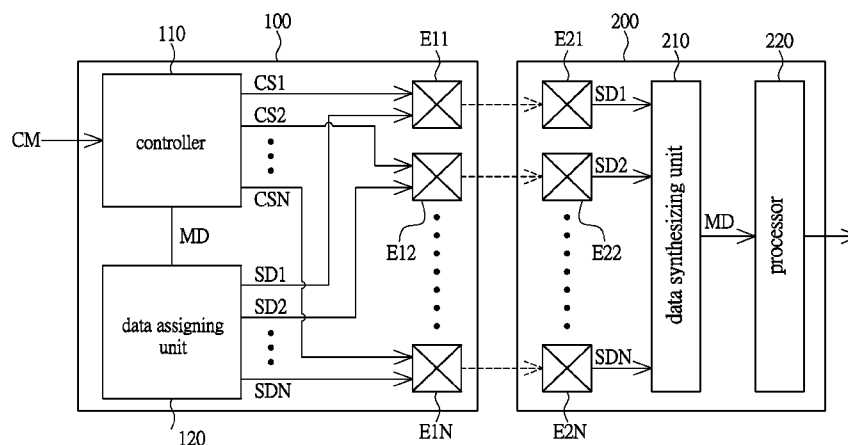 100
200
110
E11
E21
210
220
CS1
SD1
CS2
CM
controller
SD2
CSN
MD
E12
E22
MD
data synthesizing unit
processor
SD1
SD2
data assigning
unit
SDN
SDN
120
E1N
E2N